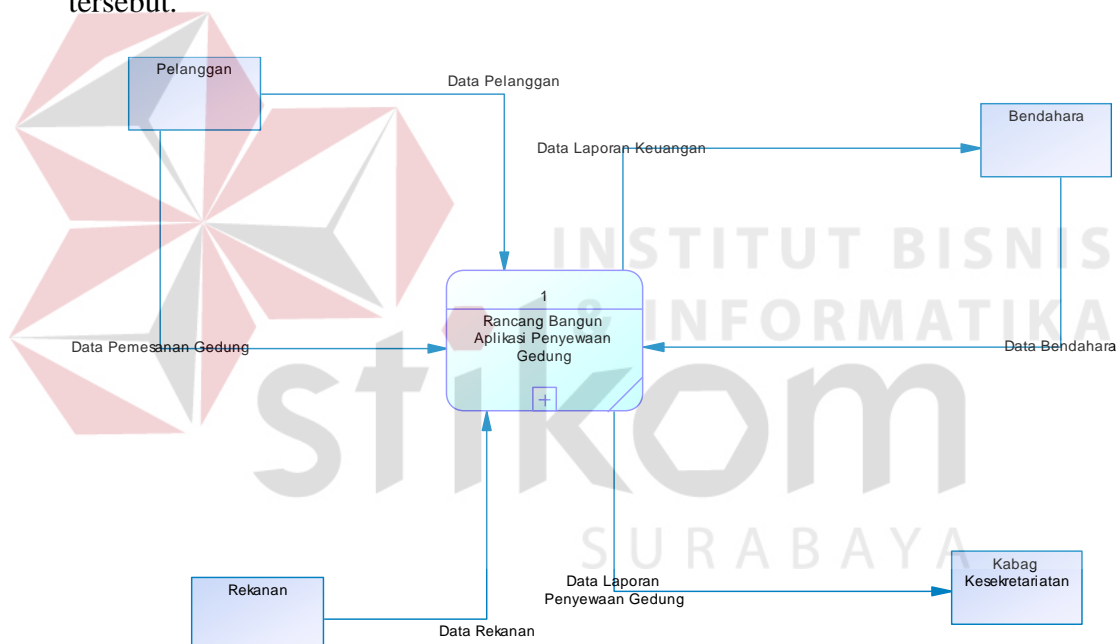 tersebut.
Pelanggan
Data Pelanggan
Bendahara
Data Laporan Keuangan
INSTITUT BISNIS
& INFORMATIKA
1
Rancang Bangun
Aplikasi Penyewaan
Gedung
Data Pemesanan Gedung
Data Bendahara
stikom
SURABAYA
Kabag
Kesekretariatan
Rekanan
Data Laporan
Penyewaan Gedung
Data Rekanan